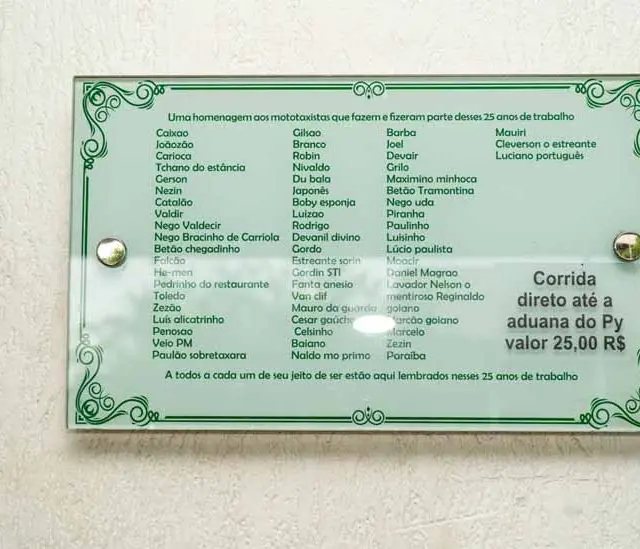 Uma homenagem aos mototaxistas que fazem e fizeram parte desses 25 anos de trabalho
Caixao
Joãozão
Carioca
Tchano do estância
Gerson
Nezin
Catalão
Valdir
Nego Valdecir
Nego Bracinho de Carriola
Betão chegadinho
Falcão
He-men
Pedrinho do restaurante
Toledo
Zezão
Luis alicatrinho
Penosao
Veio PM
Paulão sobretaxara
Gilsao
Branco
Robin
Nivaldo
Du bala
Japonês
Boby esponja
Luizao
Rodrigo
Devanil divino
Gordo
Estreante sorin
Gordin STI
Fanta anesio
Van dif
Mauro da guarda
Cesar gaúcho
Celsinho
Baiano
Naldo mo primo
Barba
Joel
Devair
Grilo
Maximino minhoca
Betão Tramontina
Nego uda
Piranha
Paulinho
Luisinho
Lúcio paulista
Moacir
Daniel Magrao
Lavador Nelson o
mentiroso Reginaldo
goiano
goiano
Marcelo
Zezin
Poraíba
Mauiri
Cleverson o estreante
Luciano português
Corrida
direto até a
aduana do Py
valor 25,00 R$
A todos a cada um de seu jeito de ser estão aqui lembrados nesses 25 anos de trabalho